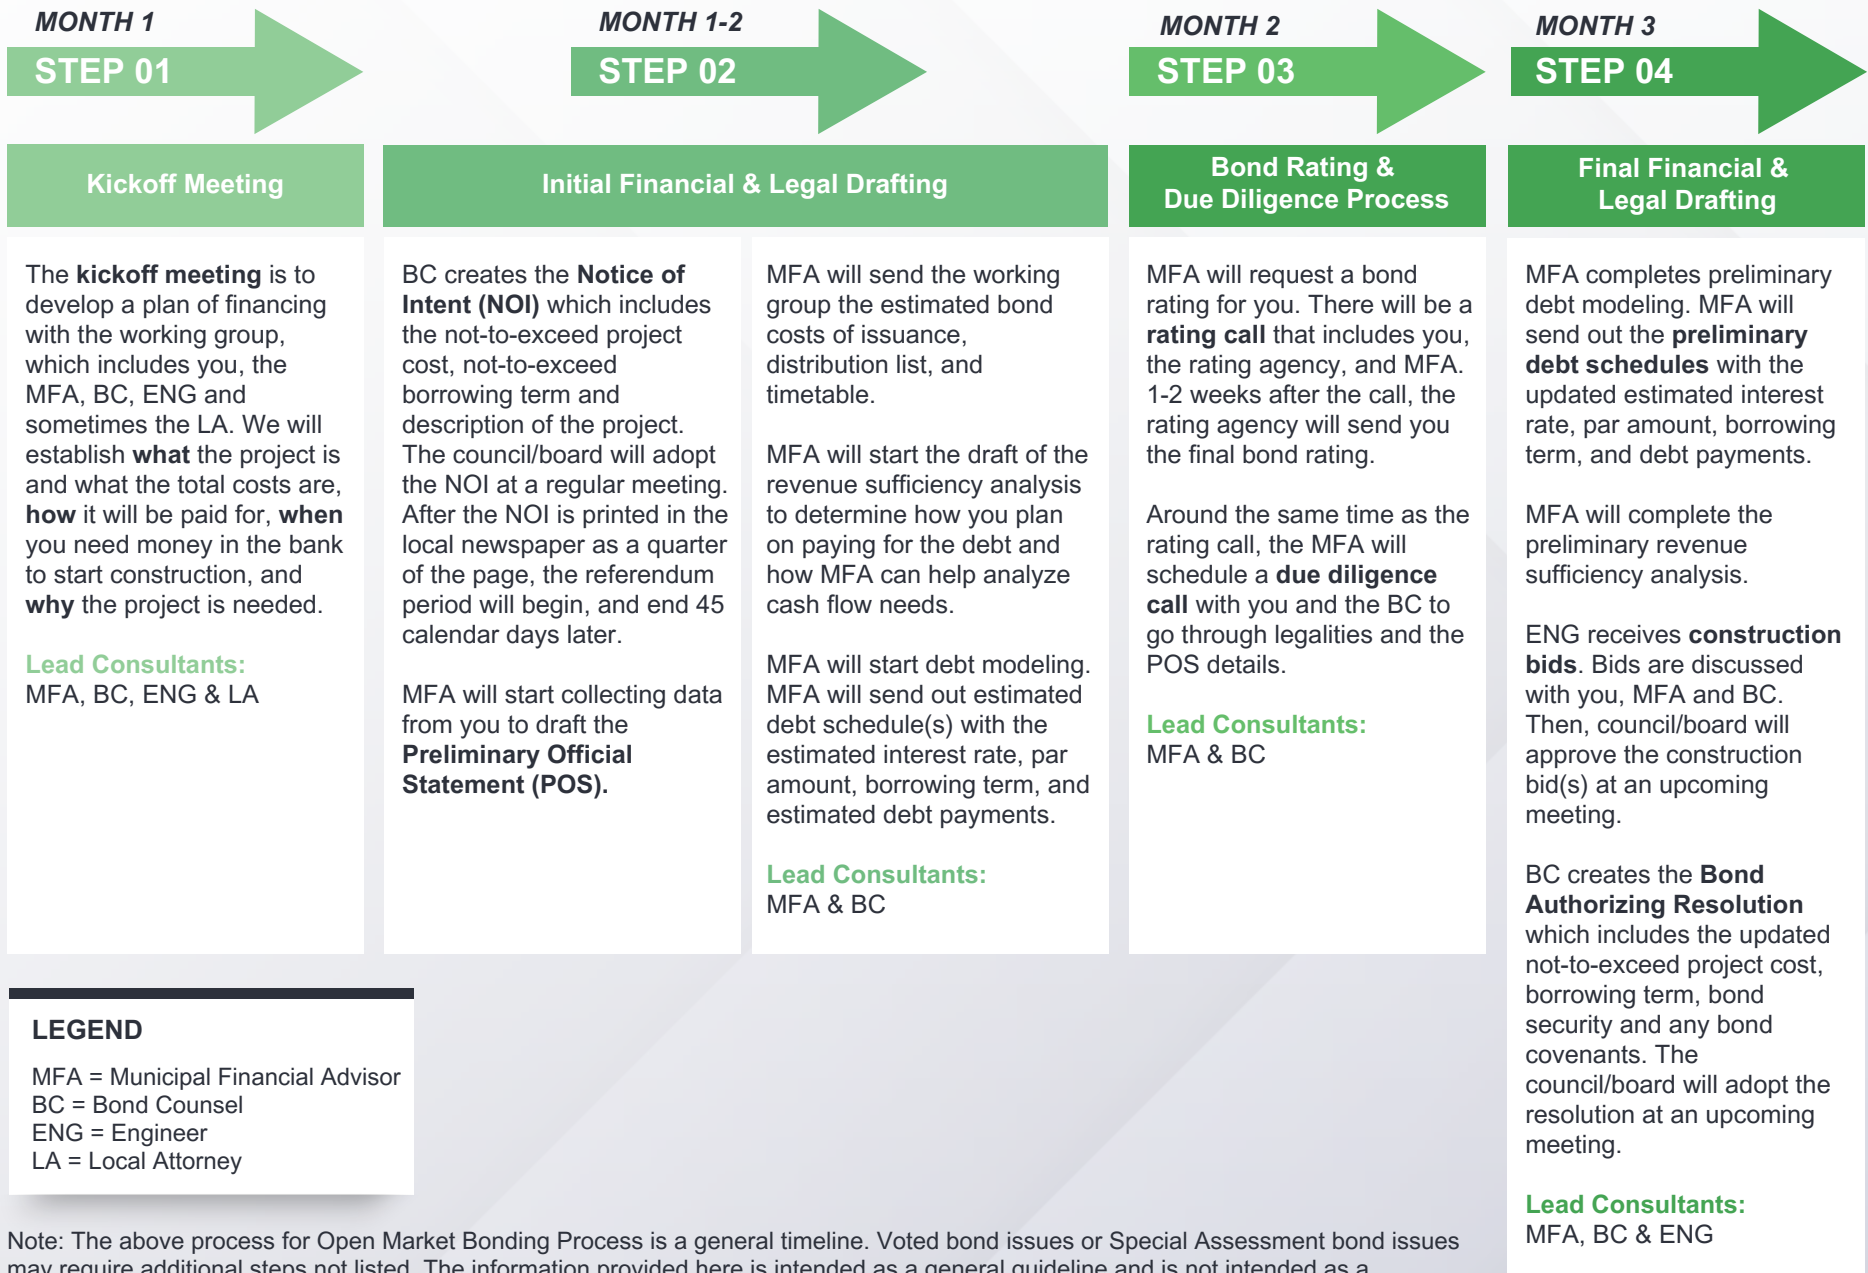 MONTH 1
STEP 01
Kickoff Meeting
The kickoff meeting is to
develop a plan of financing
with the working group,
which includes you, the
MFA, BC, ENG and
sometimes the LA. We will
establish what the project is
and what the total costs are,
how it will be paid for, when
you need money in the bank
to start construction, and
why the project is needed.
Lead Consultants:
MFA, BC, ENG & LA
MONTH 1-2
STEP 02
Initial Financial & Legal Drafting
BC creates the Notice of
Intent (NOI) which includes
the not-to-exceed project
cost, not-to-exceed
borrowing term and
description of the project.
The council/board will adopt
the NOI at a regular meeting.
After the NOI is printed in the
local newspaper as a quarter
of the page, the referendum
period will begin, and end 45
calendar days later.
MFA will start collecting data
from you to draft the
Preliminary Official
Statement (POS).
MFA will send the working
group the estimated bond
costs of issuance,
distribution list, and
timetable.
MFA will start the draft of the
revenue sufficiency analysis
to determine how you plan
on paying for the debt and
how MFA can help analyze
cash flow needs.
MFA will start debt modeling.
MFA will send out estimated
debt schedule(s) with the
estimated interest rate, par
amount, borrowing term, and
estimated debt payments.
Lead Consultants:
MFA & BC
MONTH 2
STEP 03
Bond Rating &
Due Diligence Process
MFA will request a bond
rating for you. There will be a
rating call that includes you,
the rating agency, and MFA.
1-2 weeks after the call, the
rating agency will send you
the final bond rating.
Around the same time as the
rating call, the MFA will
schedule a due diligence
call with you and the BC to
go through legalities and the
POS details.
Lead Consultants:
MFA & BC
MONTH 3
STEP 04
Final Financial &
Legal Drafting
MFA completes preliminary
debt modeling. MFA will
send out the preliminary
debt schedules with the
updated estimated interest
rate, par amount, borrowing
term, and debt payments.
MFA will complete the
preliminary revenue
sufficiency analysis.
ENG receives construction
bids. Bids are discussed
with you, MFA and BC.
Then, council/board will
approve the construction
bid(s) at an upcoming
meeting.
BC creates the Bond
Authorizing Resolution
which includes the updated
not-to-exceed project cost,
borrowing term, bond
security and any bond
covenants. The
council/board will adopt the
resolution at an upcoming
meeting.
Lead Consultants:
MFA, BC & ENG
LEGEND
MFA = Municipal Financial Advisor
BC = Bond Counsel
ENG = Engineer
LA = Local Attorney
Note: The above process for Open Market Bonding Process is a general timeline. Voted bond issues or Special Assessment bond issues
may require additional steps not listed. The information provided here is intended as a general guideline and is not intended as a